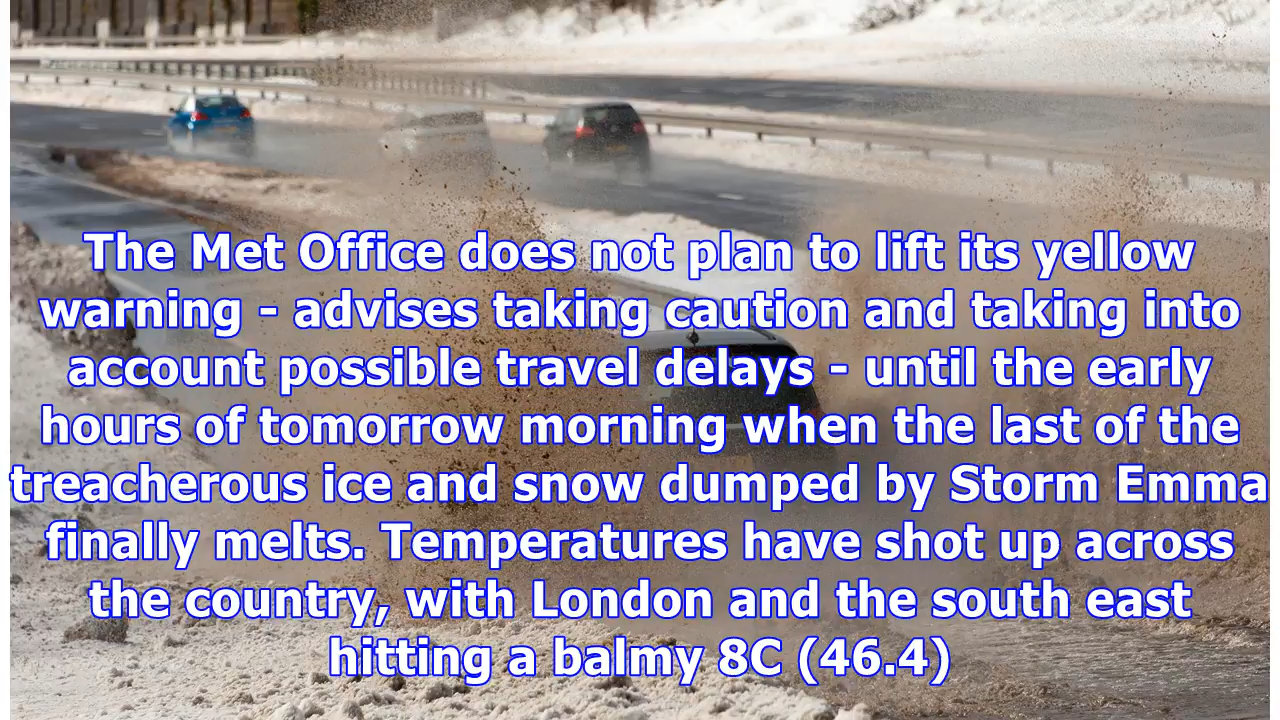 The Met Office does not plan to lift its yellow
warning - advises taking caution and taking into
account possible travel delays - until the early
hours of tomorrow morning when the last of the
treacherous ice and snow dumped by Storm Emma
finally melts. Temperatures have shot up across
the country, with London and the south east
hitting a balmy 8C (46.4)